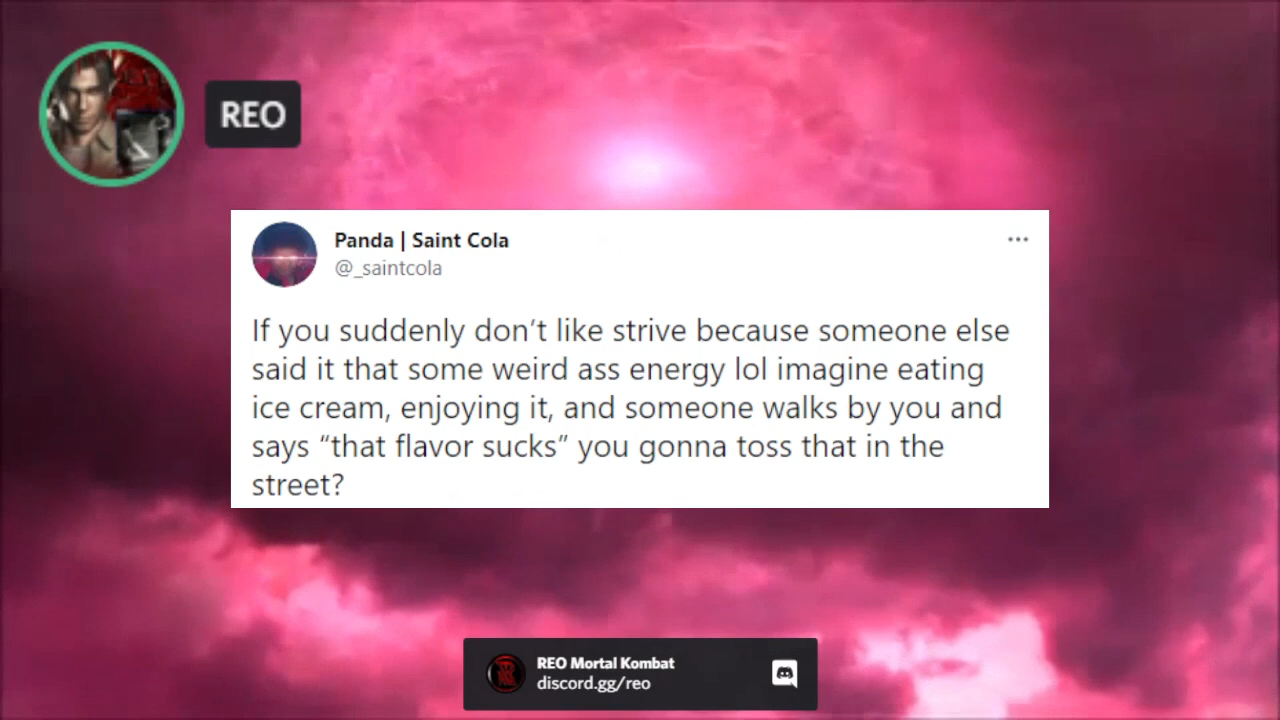 REO
Panda | Saint Cola
@_saintcola
If you suddenly don’t like strive because someone else
said it that some weird ass energy lol imagine eating
ice cream, enjoying it, and someone walks by you and
says “that flavor sucks” you gonna toss that in the
street?
REO Mortal Kombat
discord.gg/reo